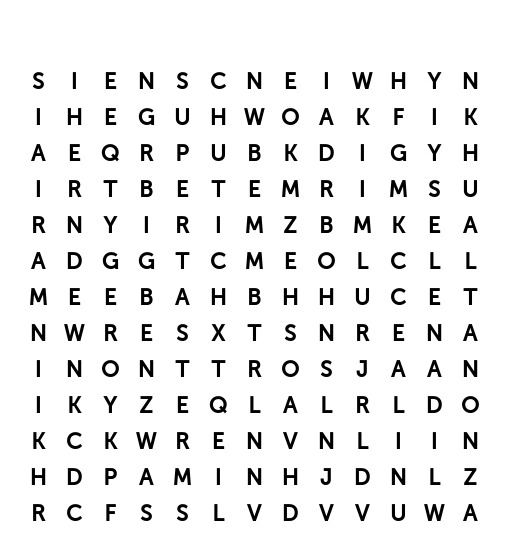 S I E N S C N E I W H Y N
I H E G U H W O A K F I K
A E Q R P U B K D I G Y H
I R T B E T E M R I M S U
R N Y I R I M Z B M K E A
A D G G T C M E O L C L L
M E E B A H B H H U C E T
N W R E S X T S N R E N A
I N O N T T R O S J A A N
I K Y Z E Q L A L R L D O
K C K W R E N V N L I I N
H D P A M I N H J D N L Z
R C F S S L V D V V U W A